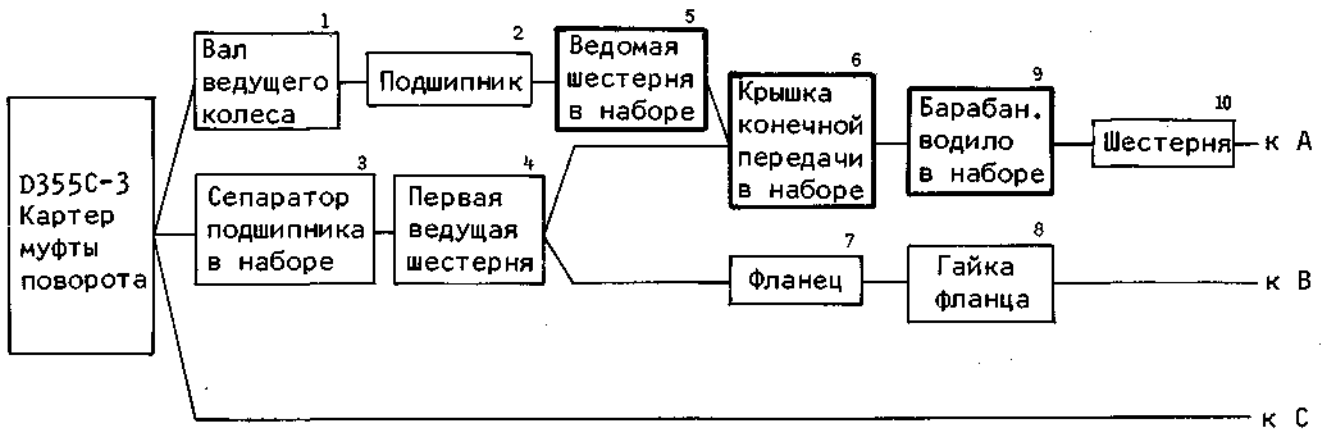 D355C-3
Картер
муфты
поворота
1
Вал
ведущего
колеса
2
Подшипник
5
Ведомая
шестерня
в наборе
3
Сепаратор
подшипника
в наборе
4
Первая
ведущая
шестерня
6
Крышка
конечной
передачи
в наборе
9
Барабан.
водило
в наборе
10
Шестерня
к A
7
Фланец
8
Гайка
фланца
к B
к C